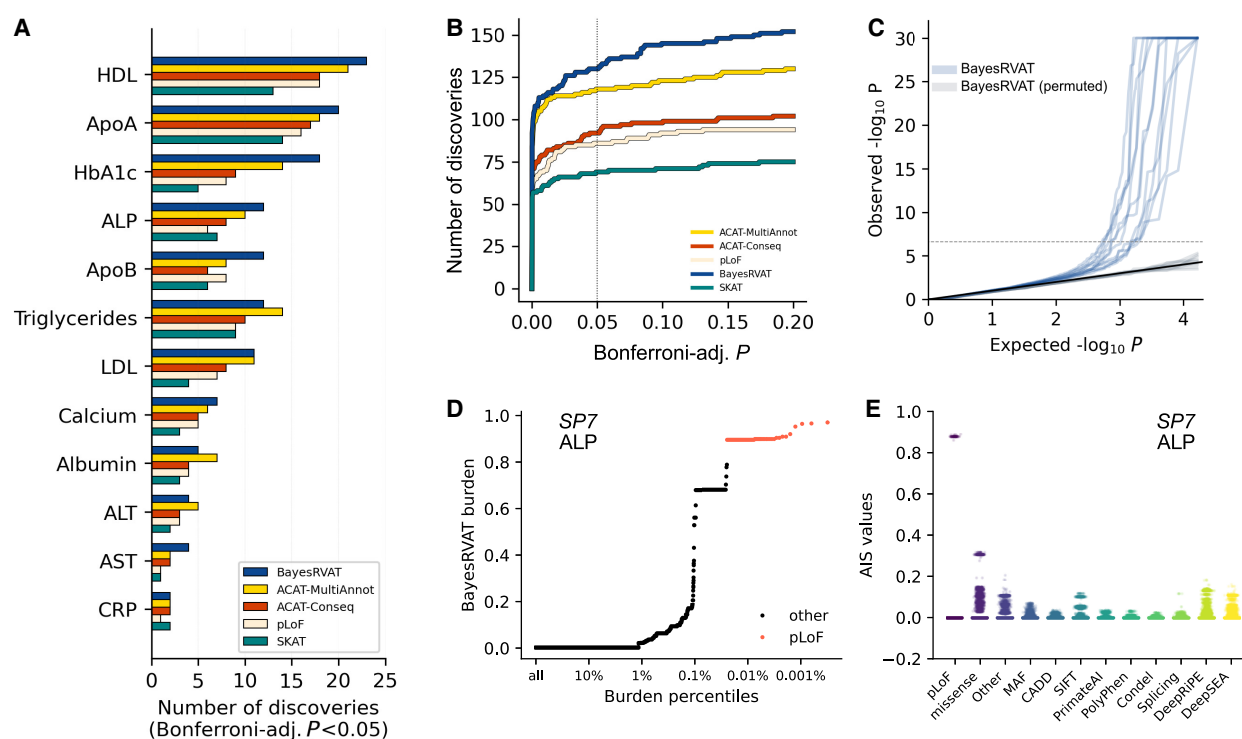 A
HDL
ApoA
HbA1c
ALP
ApoB
Triglycerides
LDL
Calcium
Albumin
ALT
AST
CRP
BayesRVAT
ACAT-MultiAnnot
ACAT-Conseq
pLoF
SKAT
0 5 10 15 20 25
Number of discoveries
(Bonferroni-adj. P<0.05)
B
Number of discoveries
150
125
100
75
50
25
0
ACAT-MultiAnnot
ACAT-Conseq
pLoF
BayesRVAT
SKAT
0.00 0.05 0.10 0.15 0.20
Bonferroni-adj. P
C
Observed -log₁₀ P
30
25
20
15
10
5
0
BayesRVAT
BayesRVAT (permuted)
0 1 2 3 4
Expected -log₁₀ P
D
SP7
ALP
BayesRVAT burden
1.0
0.8
0.6
0.4
0.2
0.0
other
pLoF
all 10% 1% 0.1% 0.01% 0.001%
Burden percentiles
E
SP7
ALP
AIS values
1.0
0.8
0.6
0.4
0.2
0.0
−0.2
pLoF
missense
Other
MAF
CADD
SIFT
PrimateAI
PolyPhen
Condel
Splicing
DeepRIPE
DeepSEA